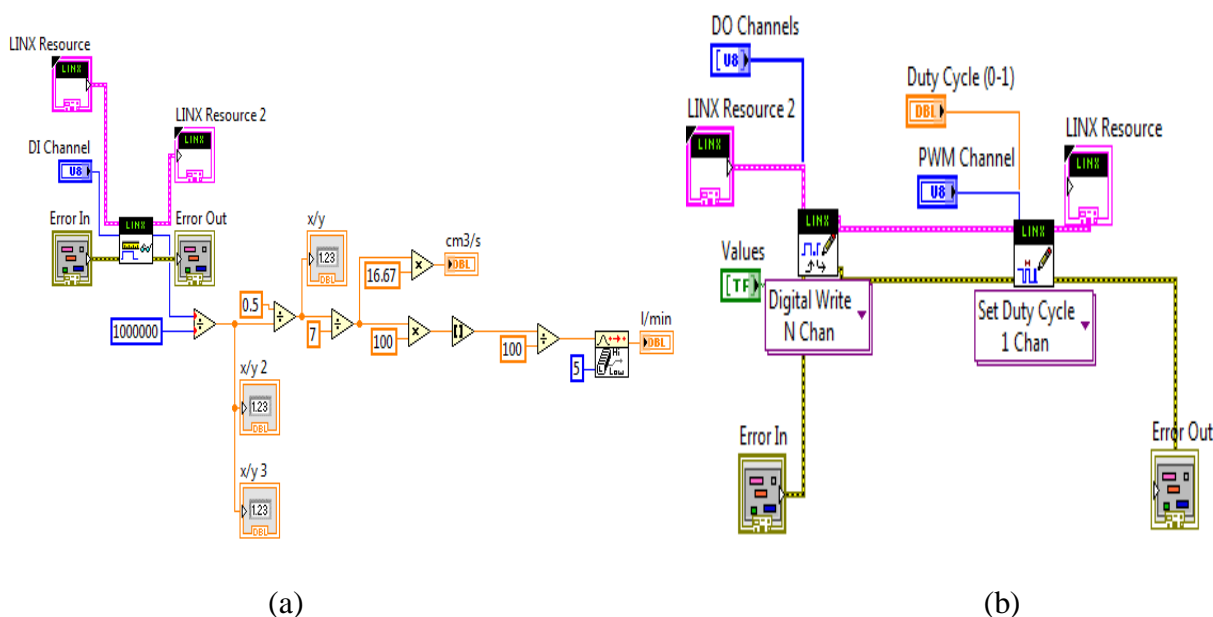 LINX Resource
LINX
LINX Resource 2
LINX
DI Channel
U8
Error In
LINX
Error Out
x/y
1.23
DBL
cm3/s
16.67
DBL
0.5
1000000
7
100
100
l/min
Hi
Low
DBL
5
x/y 2
1.23
DBL
x/y 3
1.23
DBL
(a)
DO Channels
U8
Duty Cycle (0-1)
DBL
LINX Resource 2
LINX
LINX Resource
LINX
PWM Channel
U8
LINX
LINX
Values
TF
Digital Write
N Chan
Set Duty Cycle
1 Chan
Error In
Error Out
(b)